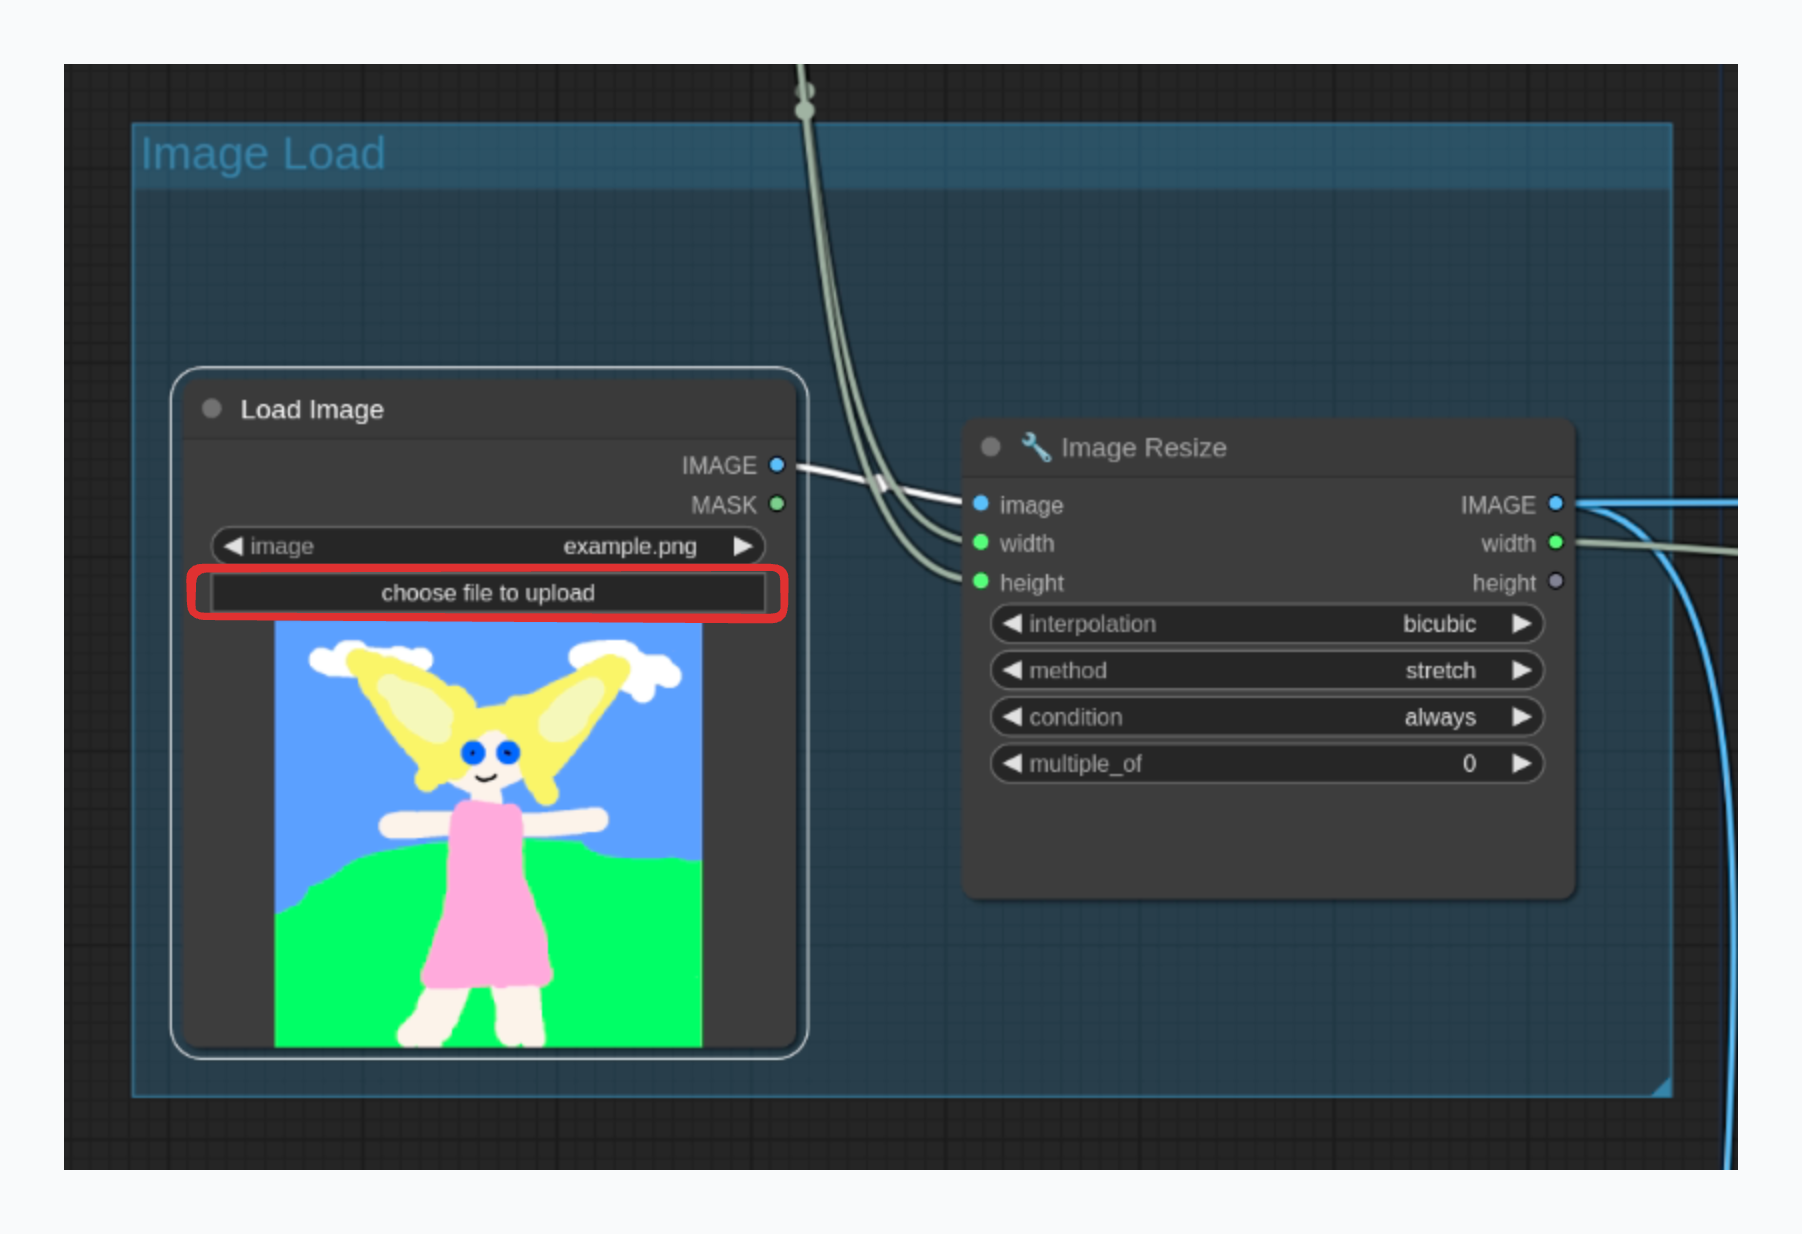 Image Load
Load Image
IMAGE
MASK
image example.png
choose file to upload
Image Resize
image IMAGE
width width
height height
interpolation bicubic
method stretch
condition always
multiple_of 0